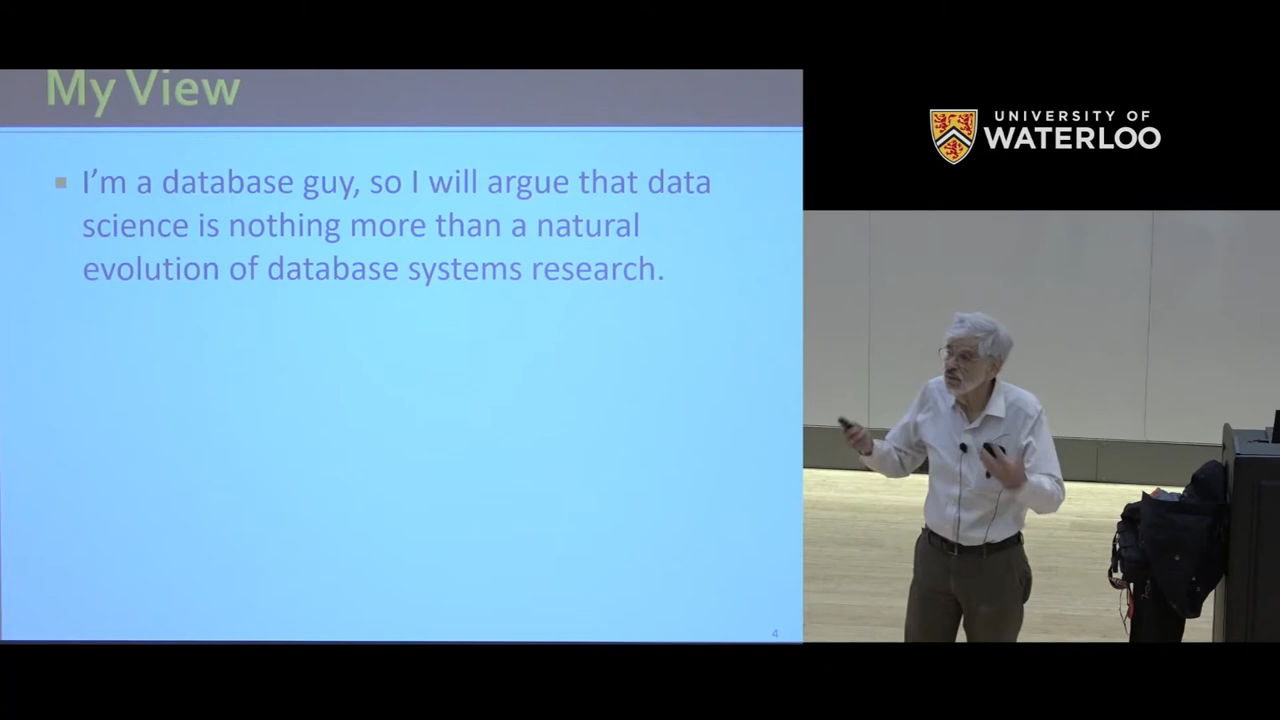 My View
I'm a database guy, so I will argue that data
science is nothing more than a natural
evolution of database systems research.
4
UNIVERSITY OF
WATERLOO